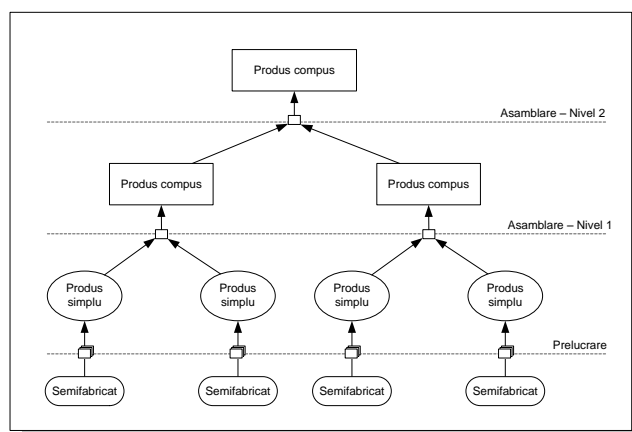 Produs compus
Asamblare – Nivel 2
Produs compus
Produs compus
Asamblare – Nivel 1
Produs
simplu
Produs
simplu
Produs
simplu
Produs
simplu
Prelucrare
Semifabricat
Semifabricat
Semifabricat
Semifabricat